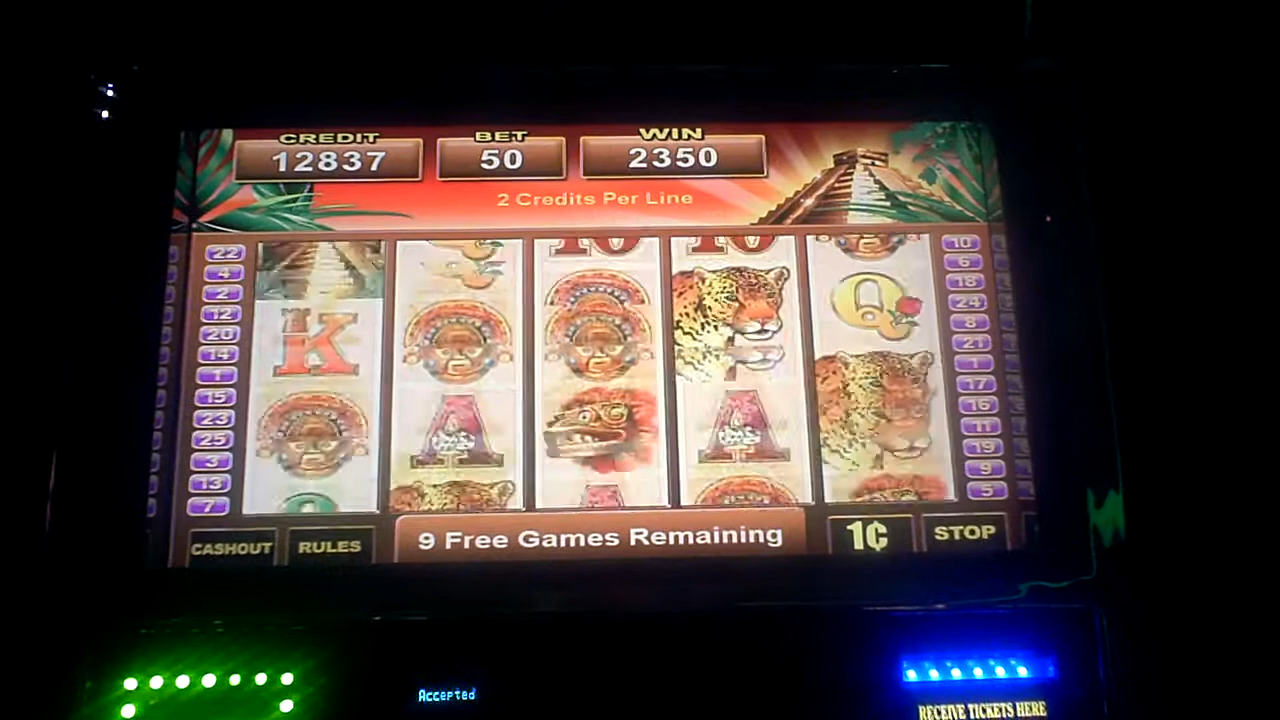 CREDIT BET WIN
12837 50 2350
2 Credits Per Line
22 10 10 10
4 6
2 Q 18
12 K 24
20 8
14 21
1 1
15 17
23 A A 16
25 11
3 19
13 9
7 A 5
CASHOUT RULES 9 Free Games Remaining 1¢ STOP
Accepted
RECEIVE TICKETS HERE